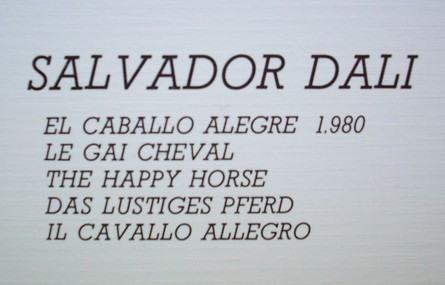 SALVADOR DALI
EL CABALLO ALEGRE 1.980
LE GAI CHEVAL
THE HAPPY HORSE
DAS LUSTIGES PFERD
IL CAVALLO ALLEGRO